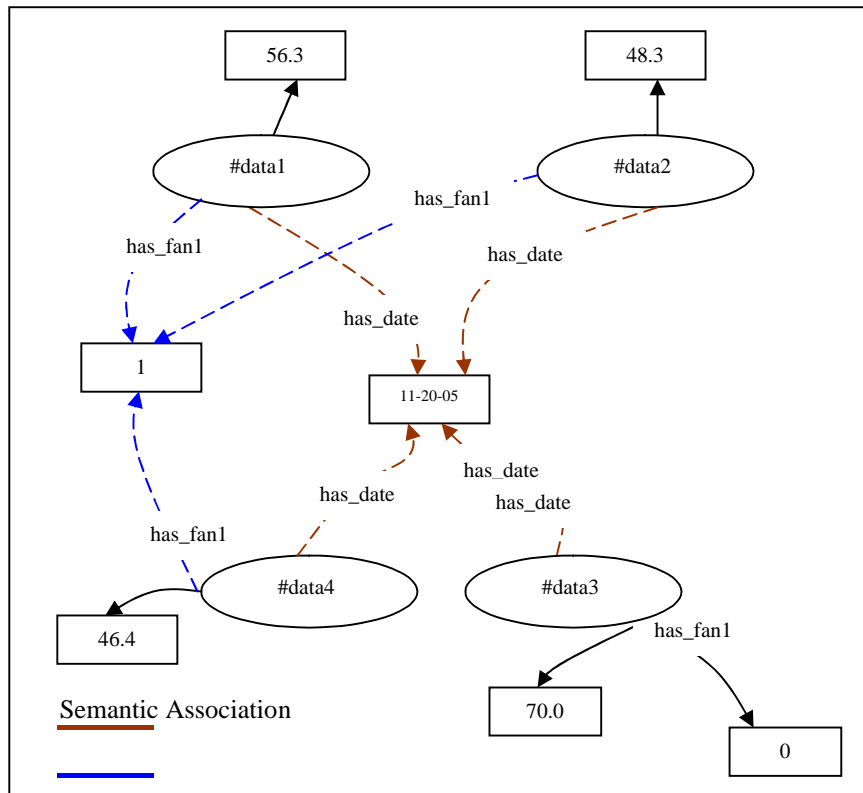 56.3
48.3
#data1
#data2
has_fan1
has_fan1
has_date
has_date
1
11-20-05
has_date
has_date
has_date
has_fan1
#data4
#data3
46.4
has_fan1
70.0
Semantic Association
0